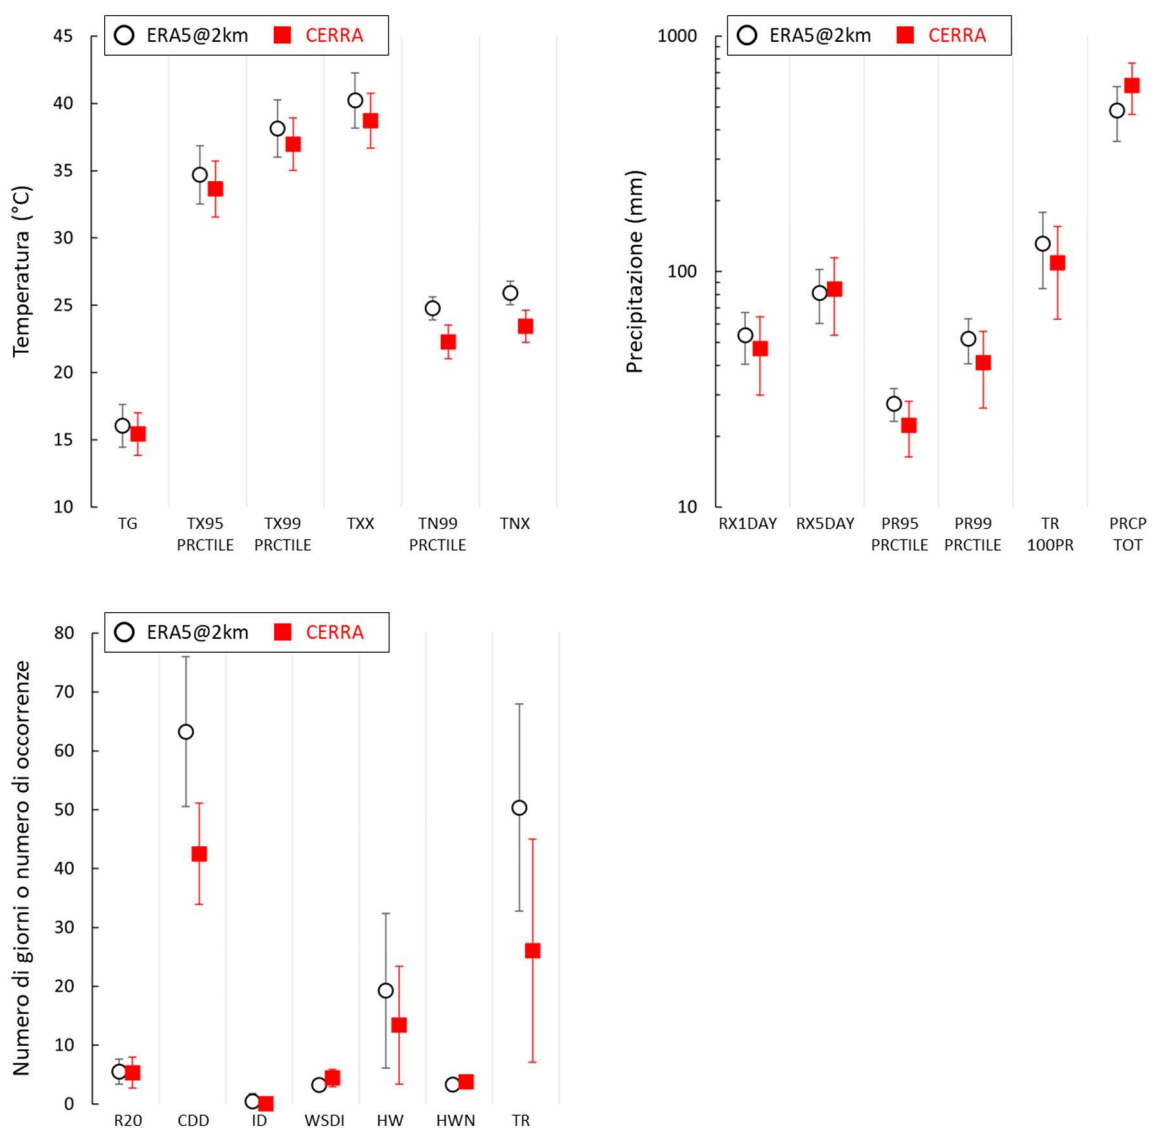 ERA5@2km CERRA
45
40
35
30
25
20
15
10
Temperatura (°C)
TG TX95 TX99 TXX TN99 TNX
PRCTILE PRCTILE PRCTILE
ERA5@2km CERRA
1000
100
10
Precipitazione (mm)
RX1DAY RX5DAY PR95 PR99 TR PRCP
PRCTILE PRCTILE 100PR TOT
ERA5@2km CERRA
80
70
60
50
40
30
20
10
0
Numero di giorni o numero di occorrenze
R20 CDD ID WSDI HW HWN TR